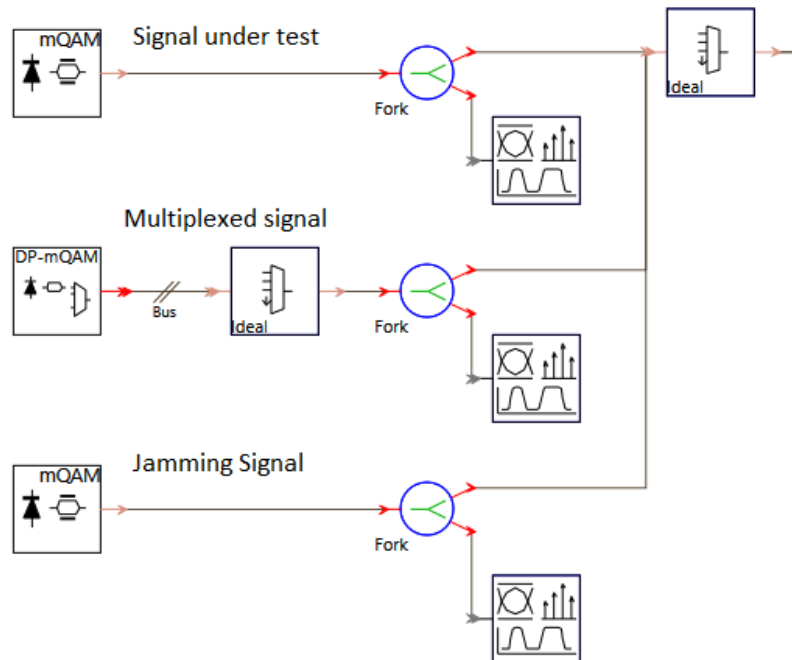 mQAM
Signal under test
Fork
Ideal
Multiplexed signal
DP-mQAM
Bus
Ideal
Fork
Jamming Signal
mQAM
Fork